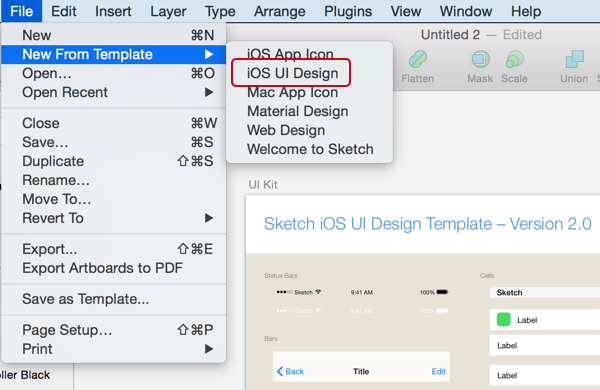 File Edit Insert Layer Type Arrange Plugins View Window Help
New ⌘N
New From Template ▶
Open... ⌘O
Open Recent ▶
Close ⌘W
Save... ⌘S
Duplicate ⇧⌘S
Rename...
Move To...
Revert To ▶
Export... ⇧⌘E
Export Artboards to PDF
Save as Template...
Page Setup... ⇧⌘P
Print ▶
oller Black
iOS App Icon
iOS UI Design
Mac App Icon
Material Design
Web Design
Welcome to Sketch
Untitled 2 — Edited
Flatten Mask Scale Union
UI Kit
Sketch iOS UI Design Template – Version 2.0
Status Bars
Sketch 9:41 AM 100%
Sketch 9:41 AM 100%
Bars
Back Title Edit
Cells
Sketch
Label
Label
Label